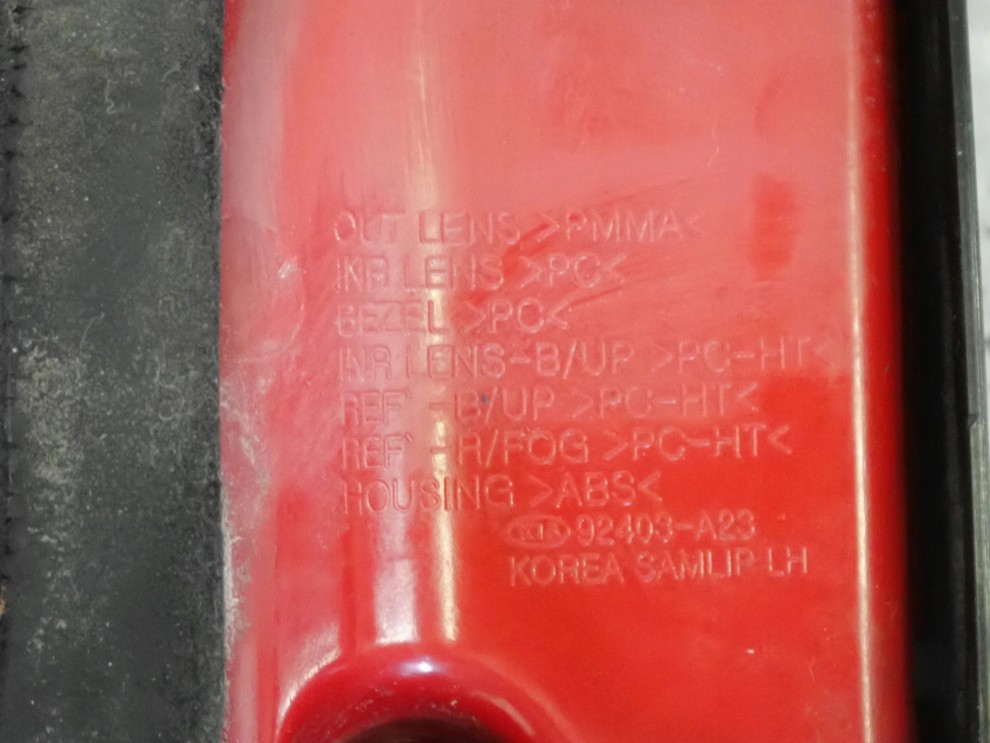 OUT LENS >PMMA<
INR LENS >PC<
BEZEL >PC<
INR LENS-B/UP >PC-HT<
REF`-B/UP >PC-HT<
REF`-R/FOG >PC-HT<
HOUSING >ABS<
KIA 92403-A23
KOREA SAMLIP LH